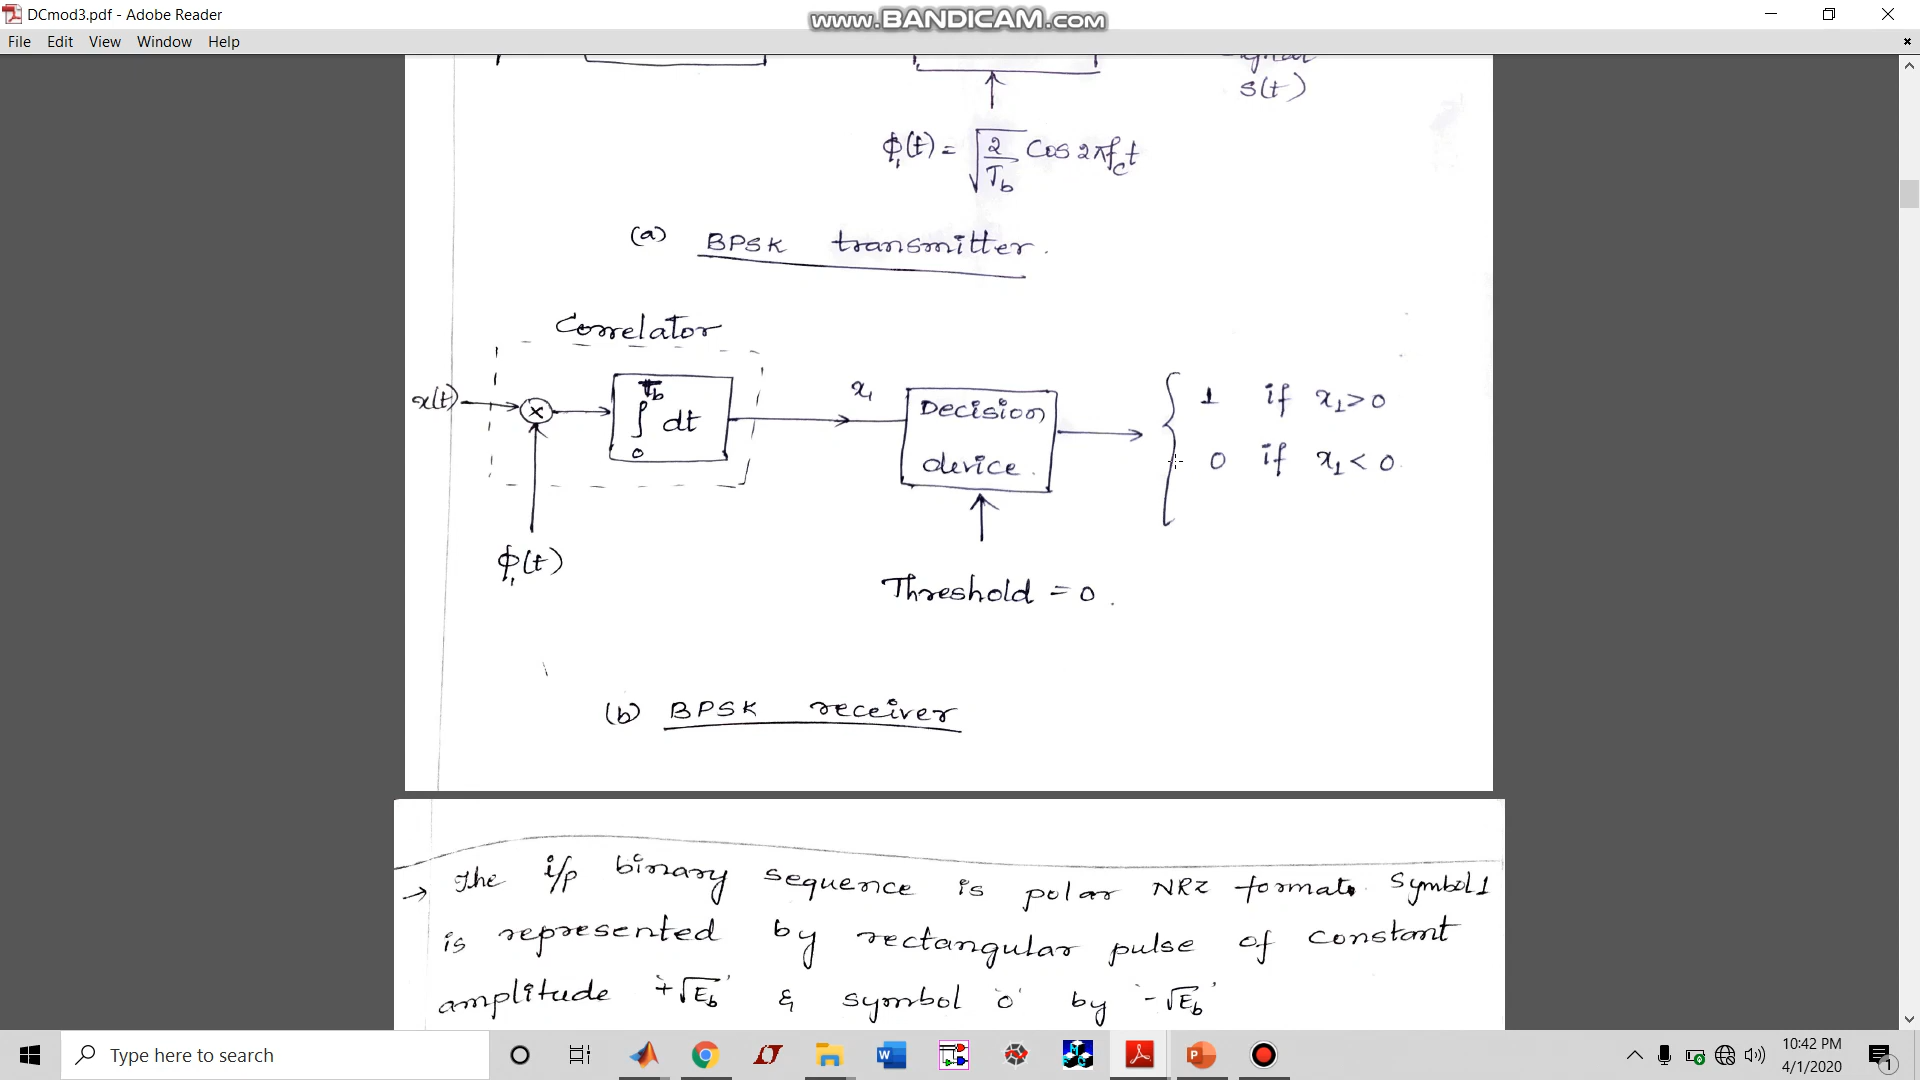 DCmod3.pdf - Adobe Reader
www.BANDICAM.com
File Edit View Window Help
s(t)
ϕ₁(t) = √(2/T_b) Cos 2πf_c t
(a) BPSK transmitter.
Correlator
x(t)
×
∫₀^{T_b} dt
x₁
Decision
device.
1 if x₁>0
0 if x₁<0.
ϕ₁(t)
Threshold = 0.
(b) BPSK receiver
→ The i/p binary sequence is polar NRZ format. Symbol 1
is represented by rectangular pulse of constant
amplitude '+√E_b' & symbol '0' by '-√E_b'
Type here to search
10:42 PM
4/1/2020
1